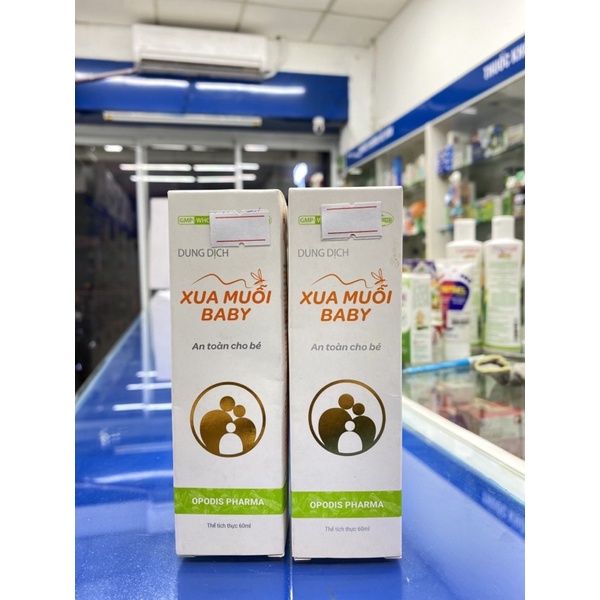 GMP WHO
DUNG DỊCH
XUA MUỖI
BABY
An toàn cho bé
OPODIS PHARMA
Thể tích thực 60ml
GMP
DUNG DỊCH
XUA MUỖI
BABY
An toàn cho bé
OPODIS PHARMA
Thể tích thực 60ml
THUỐC